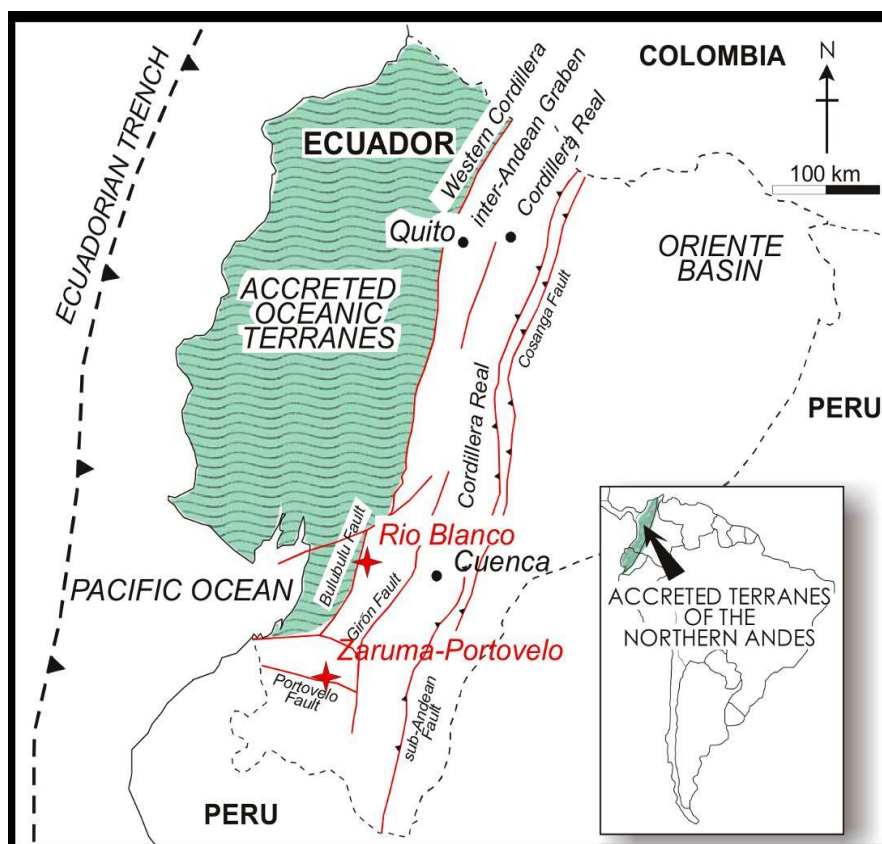 COLOMBIA
N
100 km
ECUADORIAN TRENCH
ECUADOR
Western Cordillera
inter-Andean Graben
Cordillera Real
Quito
ORIENTE
BASIN
ACCRETED
OCEANIC
TERRANES
Cosanga Fault
PERU
Cordillera Real
Rio Blanco
Bulubulu Fault
Cuenca
PACIFIC OCEAN
Girön Fault
Zaruma-Portovelo
Portovelo
Fault
sub-Andean
Fault
PERU
ACCRETED TERRANES
OF THE
NORTHERN ANDES